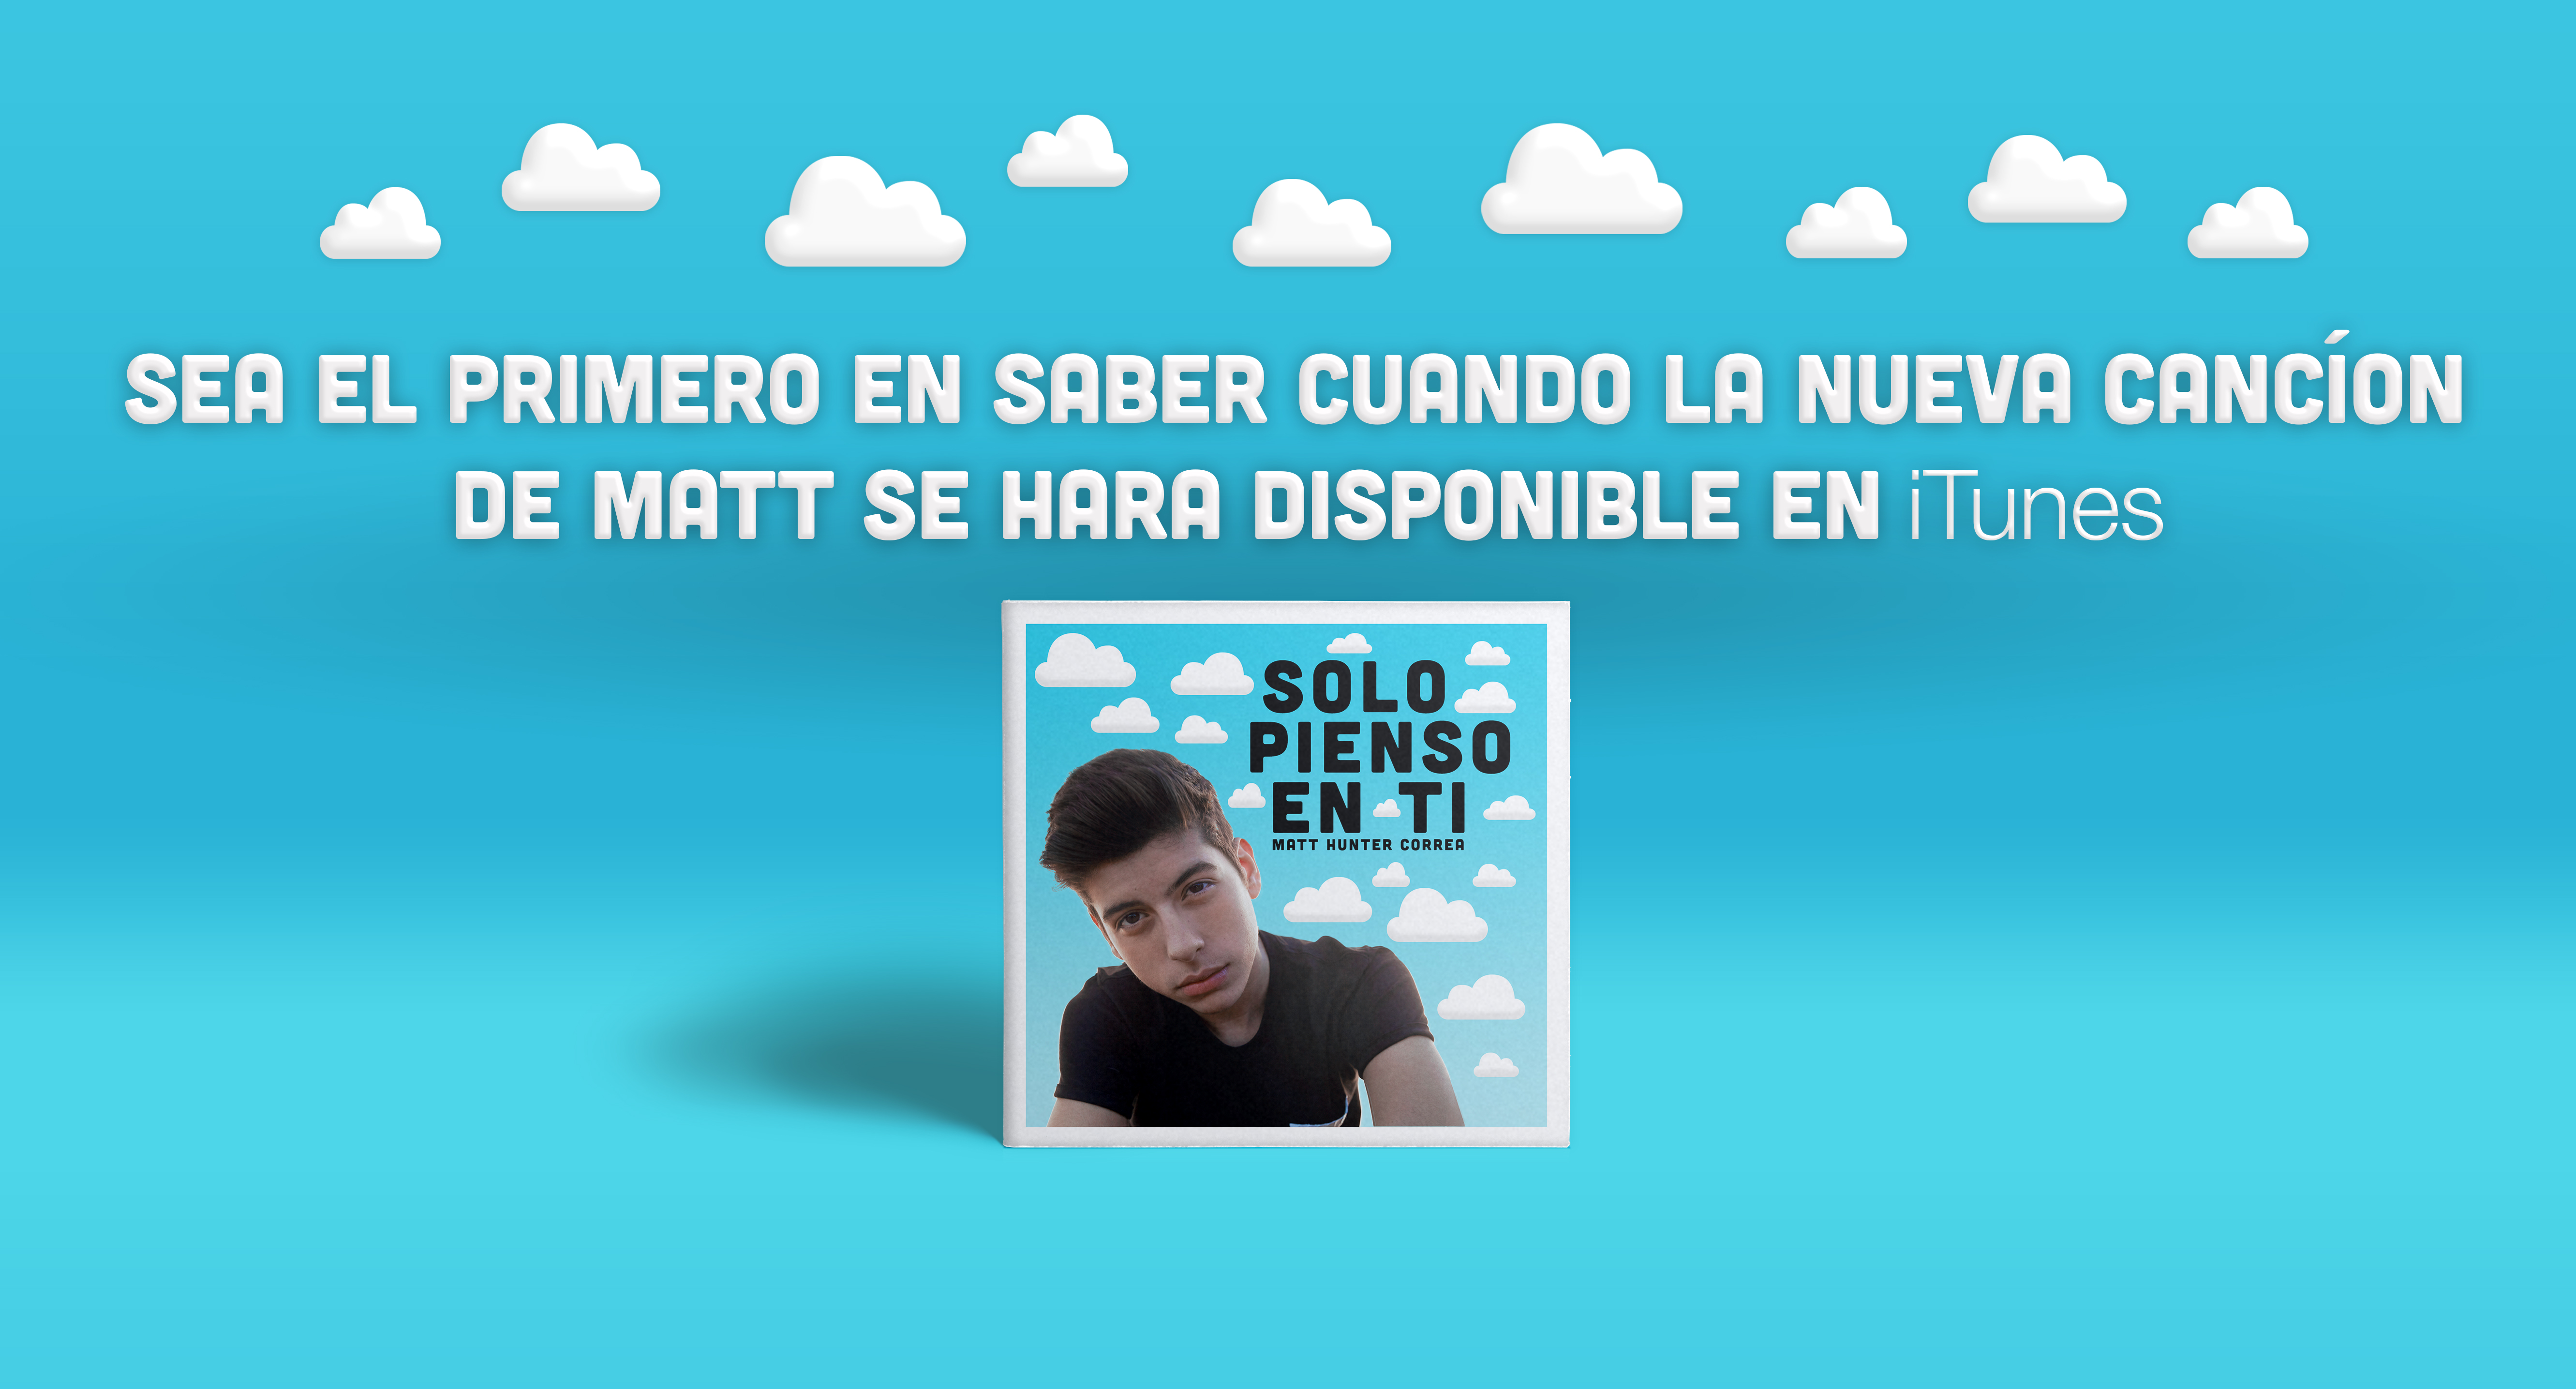 SEA EL PRIMERO EN SABER CUANDO LA NUEVA CANCÍON
DE MATT SE HARA DISPONIBLE EN iTunes
SOLO
PIENSO
EN TI
MATT HUNTER CORREA